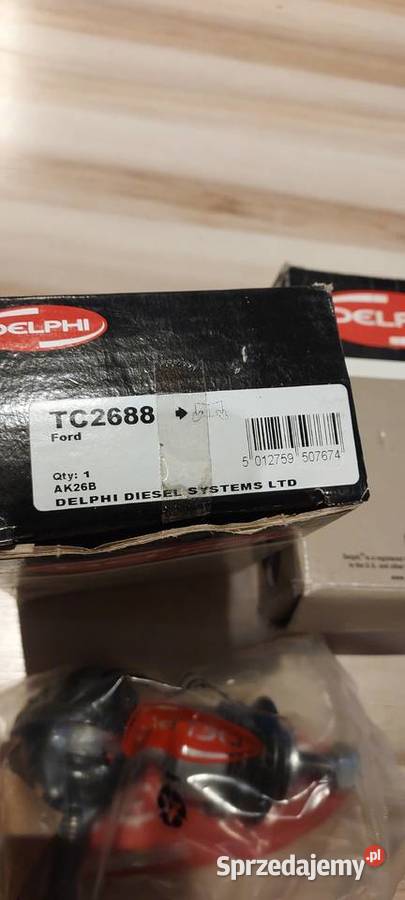 DELPHI
DELPHI
TC2688
Ford
5 012759 507674
Qty: 1
AK26B
DELPHI DIESEL SYSTEMS LTD
Sprzedajemy.pl